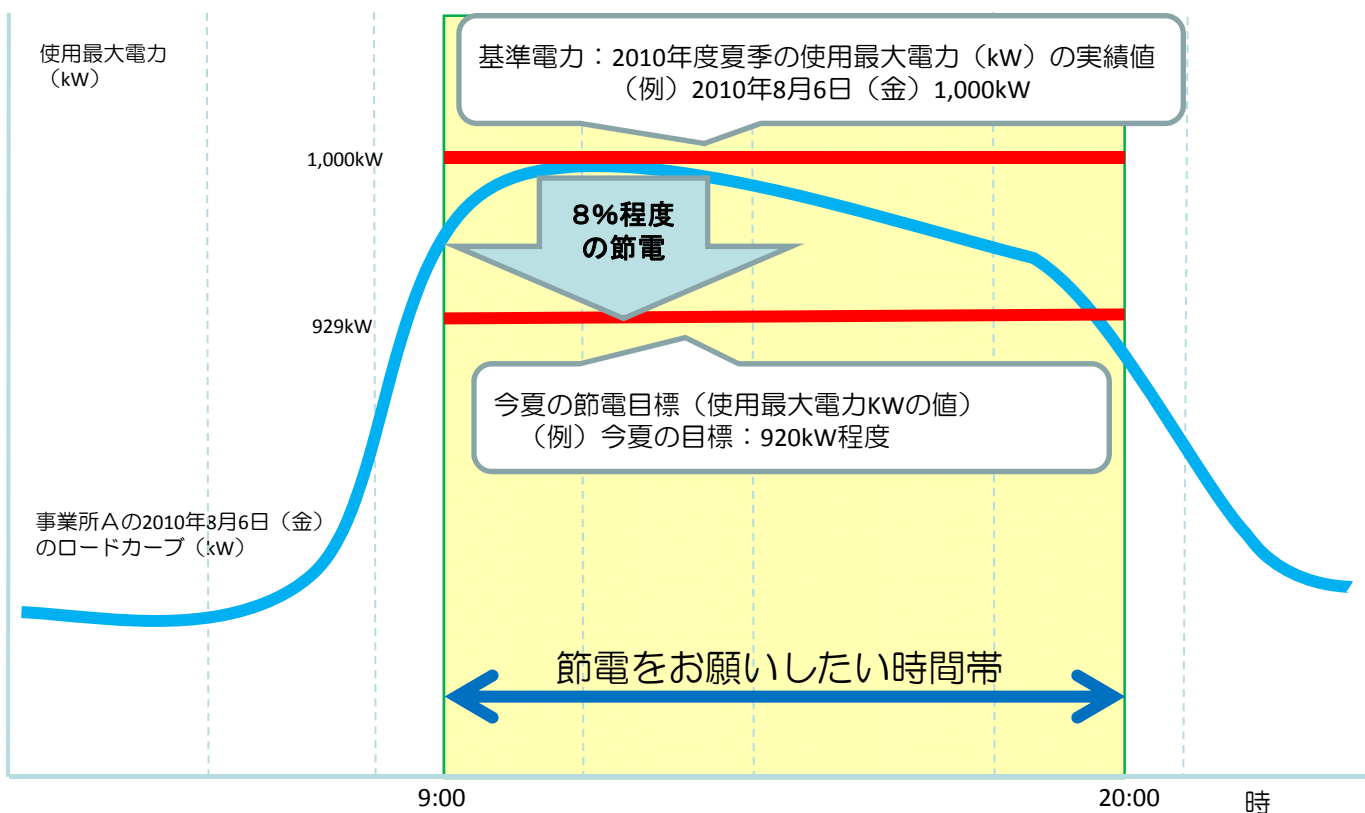 使用最大電力
（kW）
基準電力：2010年度夏季の使用最大電力（kW）の実績値
（例）2010年8月6日（金）1,000kW
1,000kW
8%程度
の節電
929kW
今夏の節電目標（使用最大電力KWの値）
（例）今夏の目標：920kW程度
事業所Aの2010年8月6日（金）
のロードカーブ（kW）
節電をお願いしたい時間帯
9:00
20:00
時